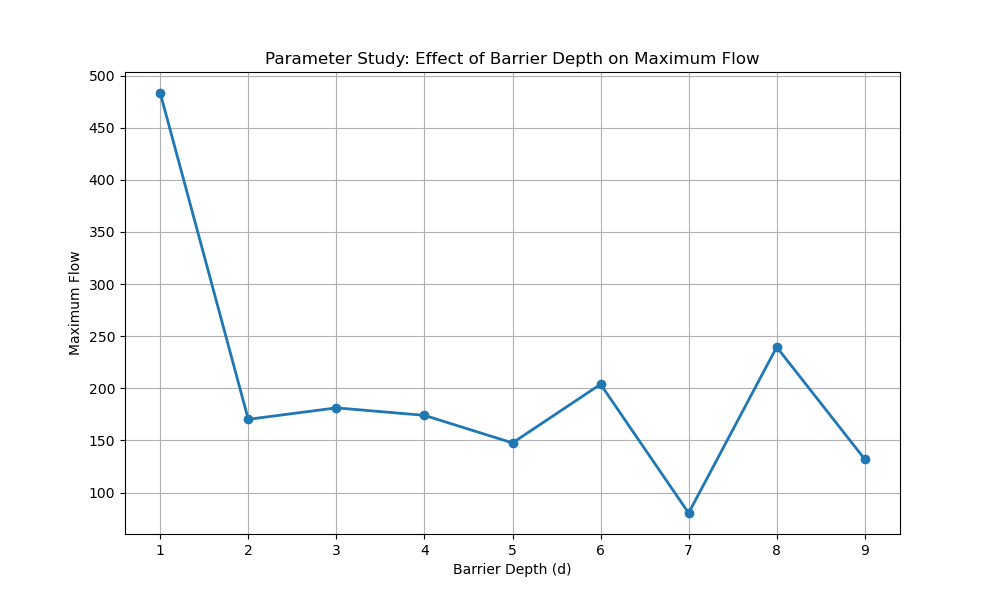 Parameter Study: Effect of Barrier Depth on Maximum Flow
500
450
400
350
300
250
200
150
100
Maximum Flow
1 2 3 4 5 6 7 8 9
Barrier Depth (d)